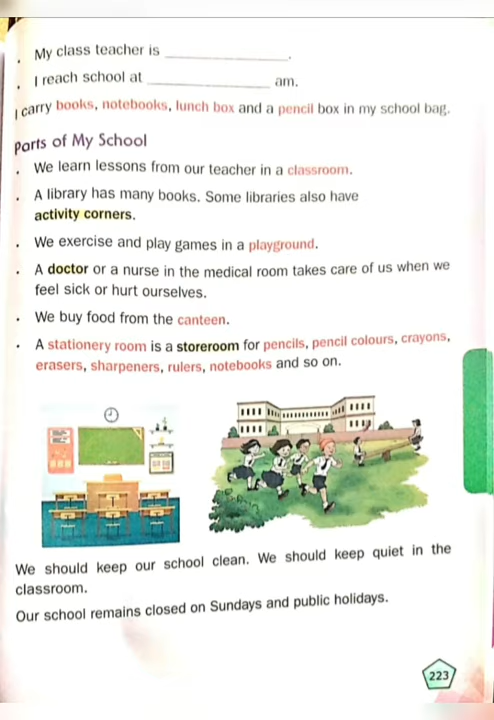 My class teacher is ______________.
I reach school at ______________ am.
I carry books, notebooks, lunch box and a pencil box in my school bag.
Parts of My School
We learn lessons from our teacher in a classroom.
A library has many books. Some libraries also have
activity corners.
We exercise and play games in a playground.
A doctor or a nurse in the medical room takes care of us when we
feel sick or hurt ourselves.
We buy food from the canteen.
A stationery room is a storeroom for pencils, pencil colours, crayons,
erasers, sharpeners, rulers, notebooks and so on.
We should keep our school clean. We should keep quiet in the
classroom.
Our school remains closed on Sundays and public holidays.
223